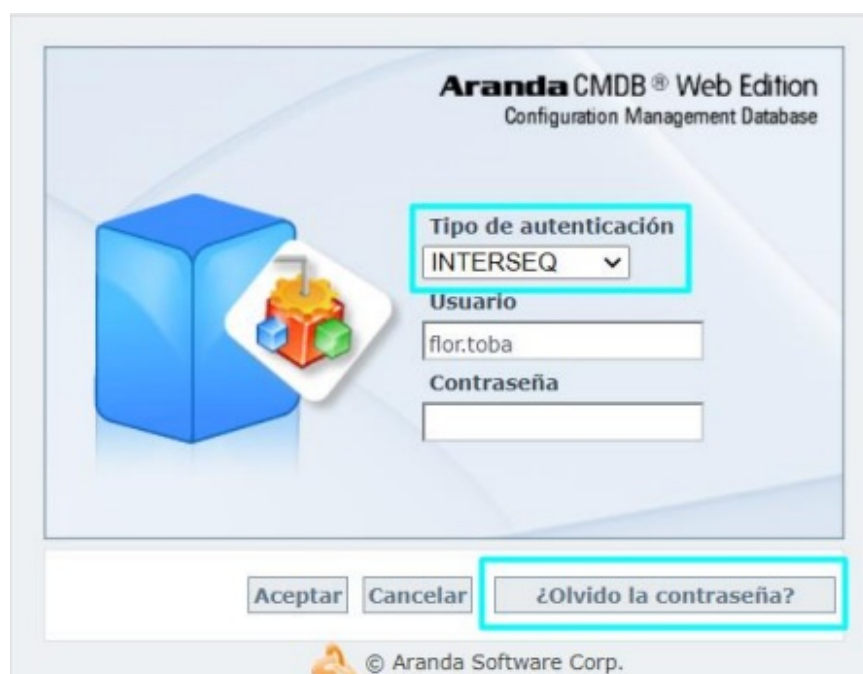 Aranda CMDB ® Web Edition
Configuration Management Database
Tipo de autenticación
INTERSEQ
Usuario
flor.toba
Contraseña
Aceptar Cancelar ¿Olvido la contraseña?
© Aranda Software Corp.